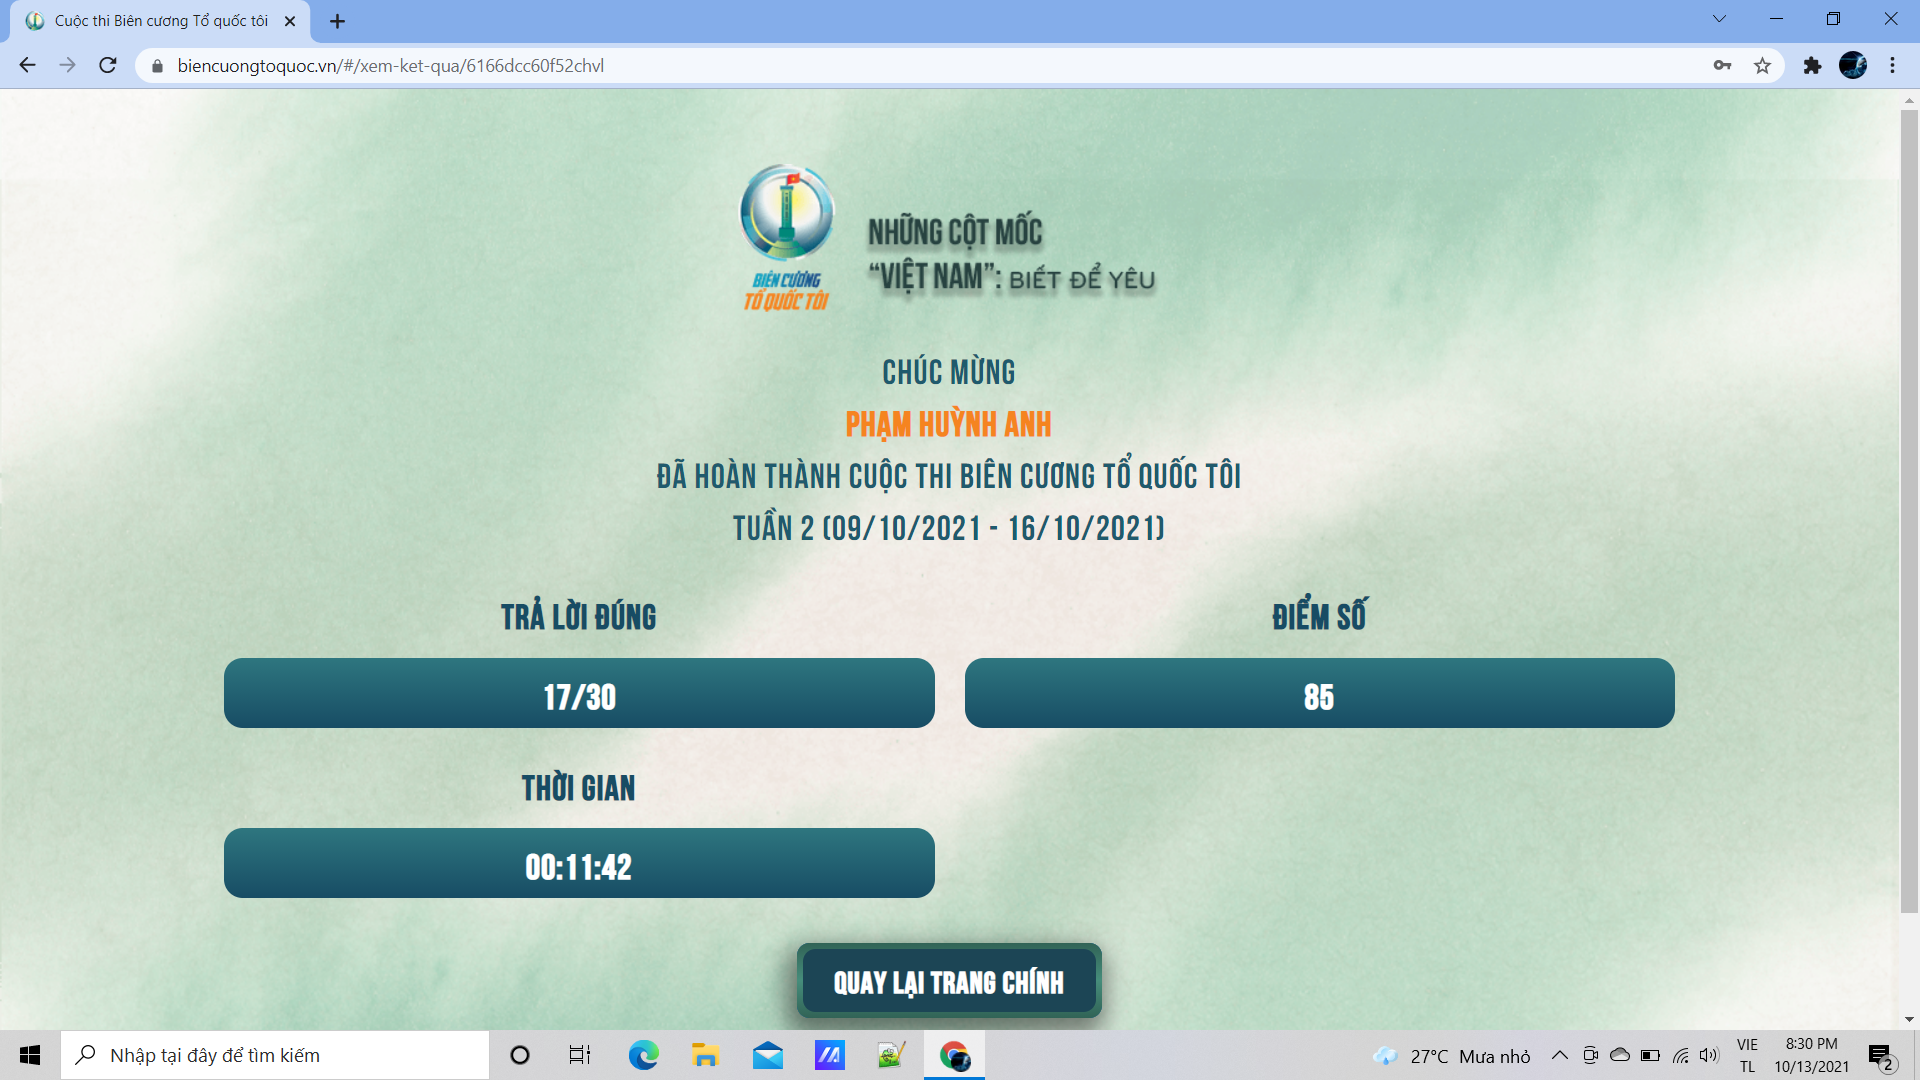 Cuộc thi Biên cương Tổ quốc tôi
biencuongtoquoc.vn/#/xem-ket-qua/6166dcc60f52chvl
BIÊN CƯƠNG
TỔ QUỐC TÔI
NHỮNG CỘT MỐC
“VIỆT NAM”: BIẾT ĐỂ YÊU
CHÚC MỪNG
PHẠM HUỲNH ANH
ĐÃ HOÀN THÀNH CUỘC THI BIÊN CƯƠNG TỔ QUỐC TÔI
TUẦN 2 (09/10/2021 - 16/10/2021)
TRẢ LỜI ĐÚNG
17/30
ĐIỂM SỐ
85
THỜI GIAN
00:11:42
QUAY LẠI TRANG CHÍNH
Nhập tại đây để tìm kiếm
27°C Mưa nhỏ
VIE
TL
8:30 PM
10/13/2021
2